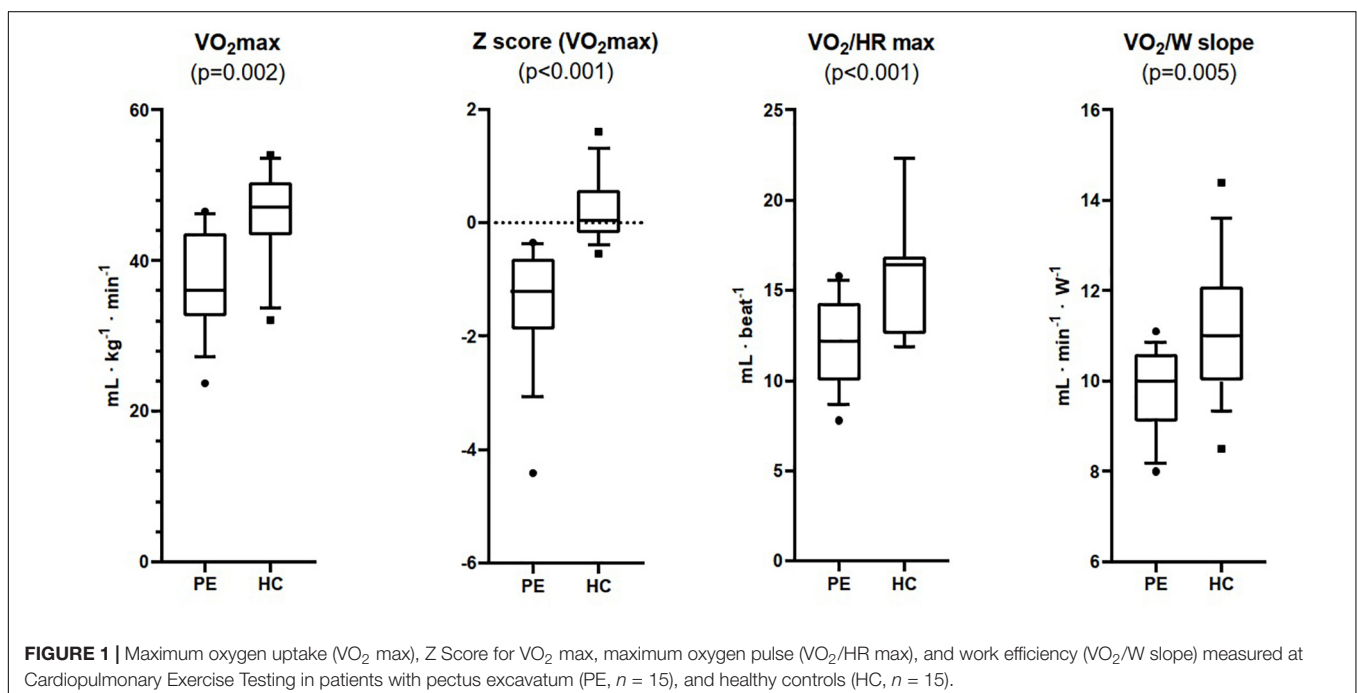 VO₂max
(p=0.002)
60
40
20
0
mL · kg⁻¹ · min⁻¹
PE HC
Z score (VO₂max)
(p<0.001)
2
0
-2
-4
-6
PE HC
VO₂/HR max
(p<0.001)
25
20
15
10
5
0
mL · beat⁻¹
PE HC
VO₂/W slope
(p=0.005)
16
14
12
10
8
6
mL · min⁻¹ · W⁻¹
PE HC
FIGURE 1 | Maximum oxygen uptake (VO₂ max), Z Score for VO₂ max, maximum oxygen pulse (VO₂/HR max), and work efficiency (VO₂/W slope) measured at
Cardiopulmonary Exercise Testing in patients with pectus excavatum (PE, n = 15), and healthy controls (HC, n = 15).